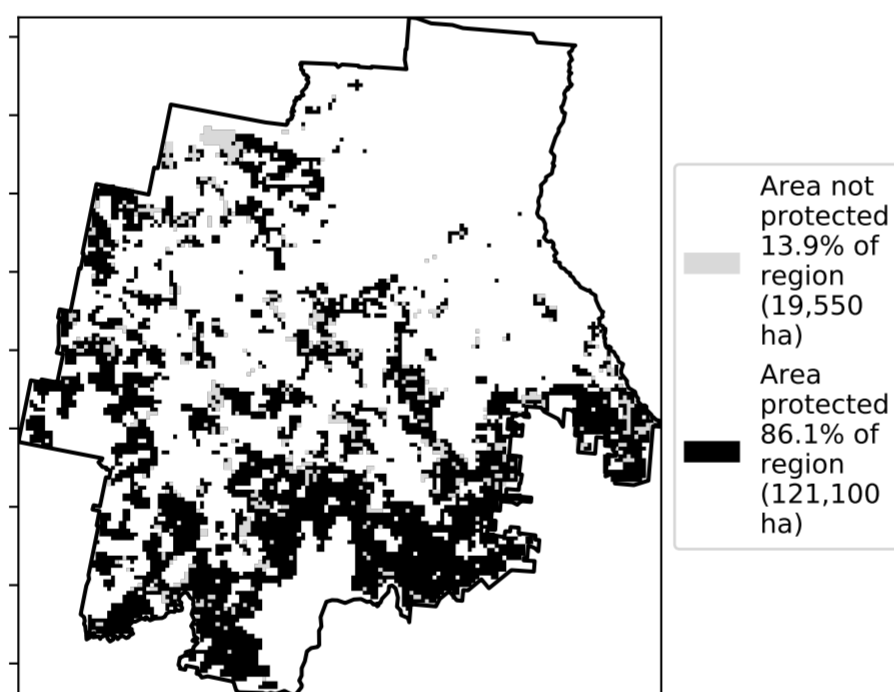 Area not
protected
13.9% of
region
(19,550
ha)
Area
protected
86.1% of
region
(121,100
ha)